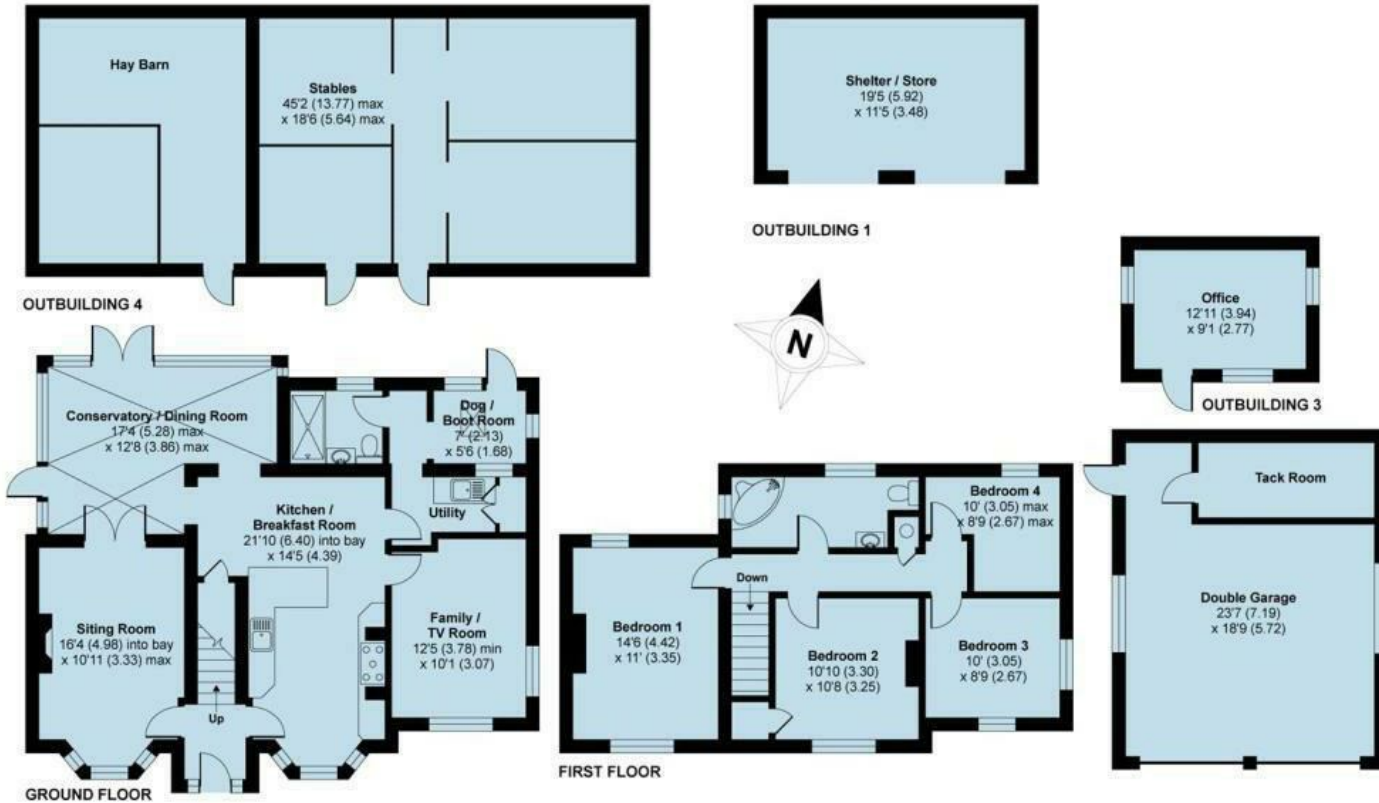 Hay Barn
Stables
45'2 (13.77) max
x 18'6 (5.64) max
OUTBUILDING 4
Shelter / Store
19'5 (5.92)
x 11'5 (3.48)
OUTBUILDING 1
N
Office
12'11 (3.94)
x 9'1 (2.77)
OUTBUILDING 3
Conservatory / Dining Room
17'4 (5.28) max
x 12'8 (3.86) max
Dog /
Boot Room
7' (2.13)
x 5'6 (1.68)
Utility
Kitchen /
Breakfast Room
21'10 (6.40) into bay
x 14'5 (4.39)
Siting Room
16'4 (4.98) into bay
x 10'11 (3.33) max
Up
Family /
TV Room
12'5 (3.78) min
x 10'1 (3.07)
GROUND FLOOR
Bedroom 4
10' (3.05) max
x 8'9 (2.67) max
Down
Bedroom 1
14'6 (4.42)
x 11' (3.35)
Bedroom 2
10'10 (3.30)
x 10'8 (3.25)
Bedroom 3
10' (3.05)
x 8'9 (2.67)
FIRST FLOOR
Tack Room
Double Garage
23'7 (7.19)
x 18'9 (5.72)